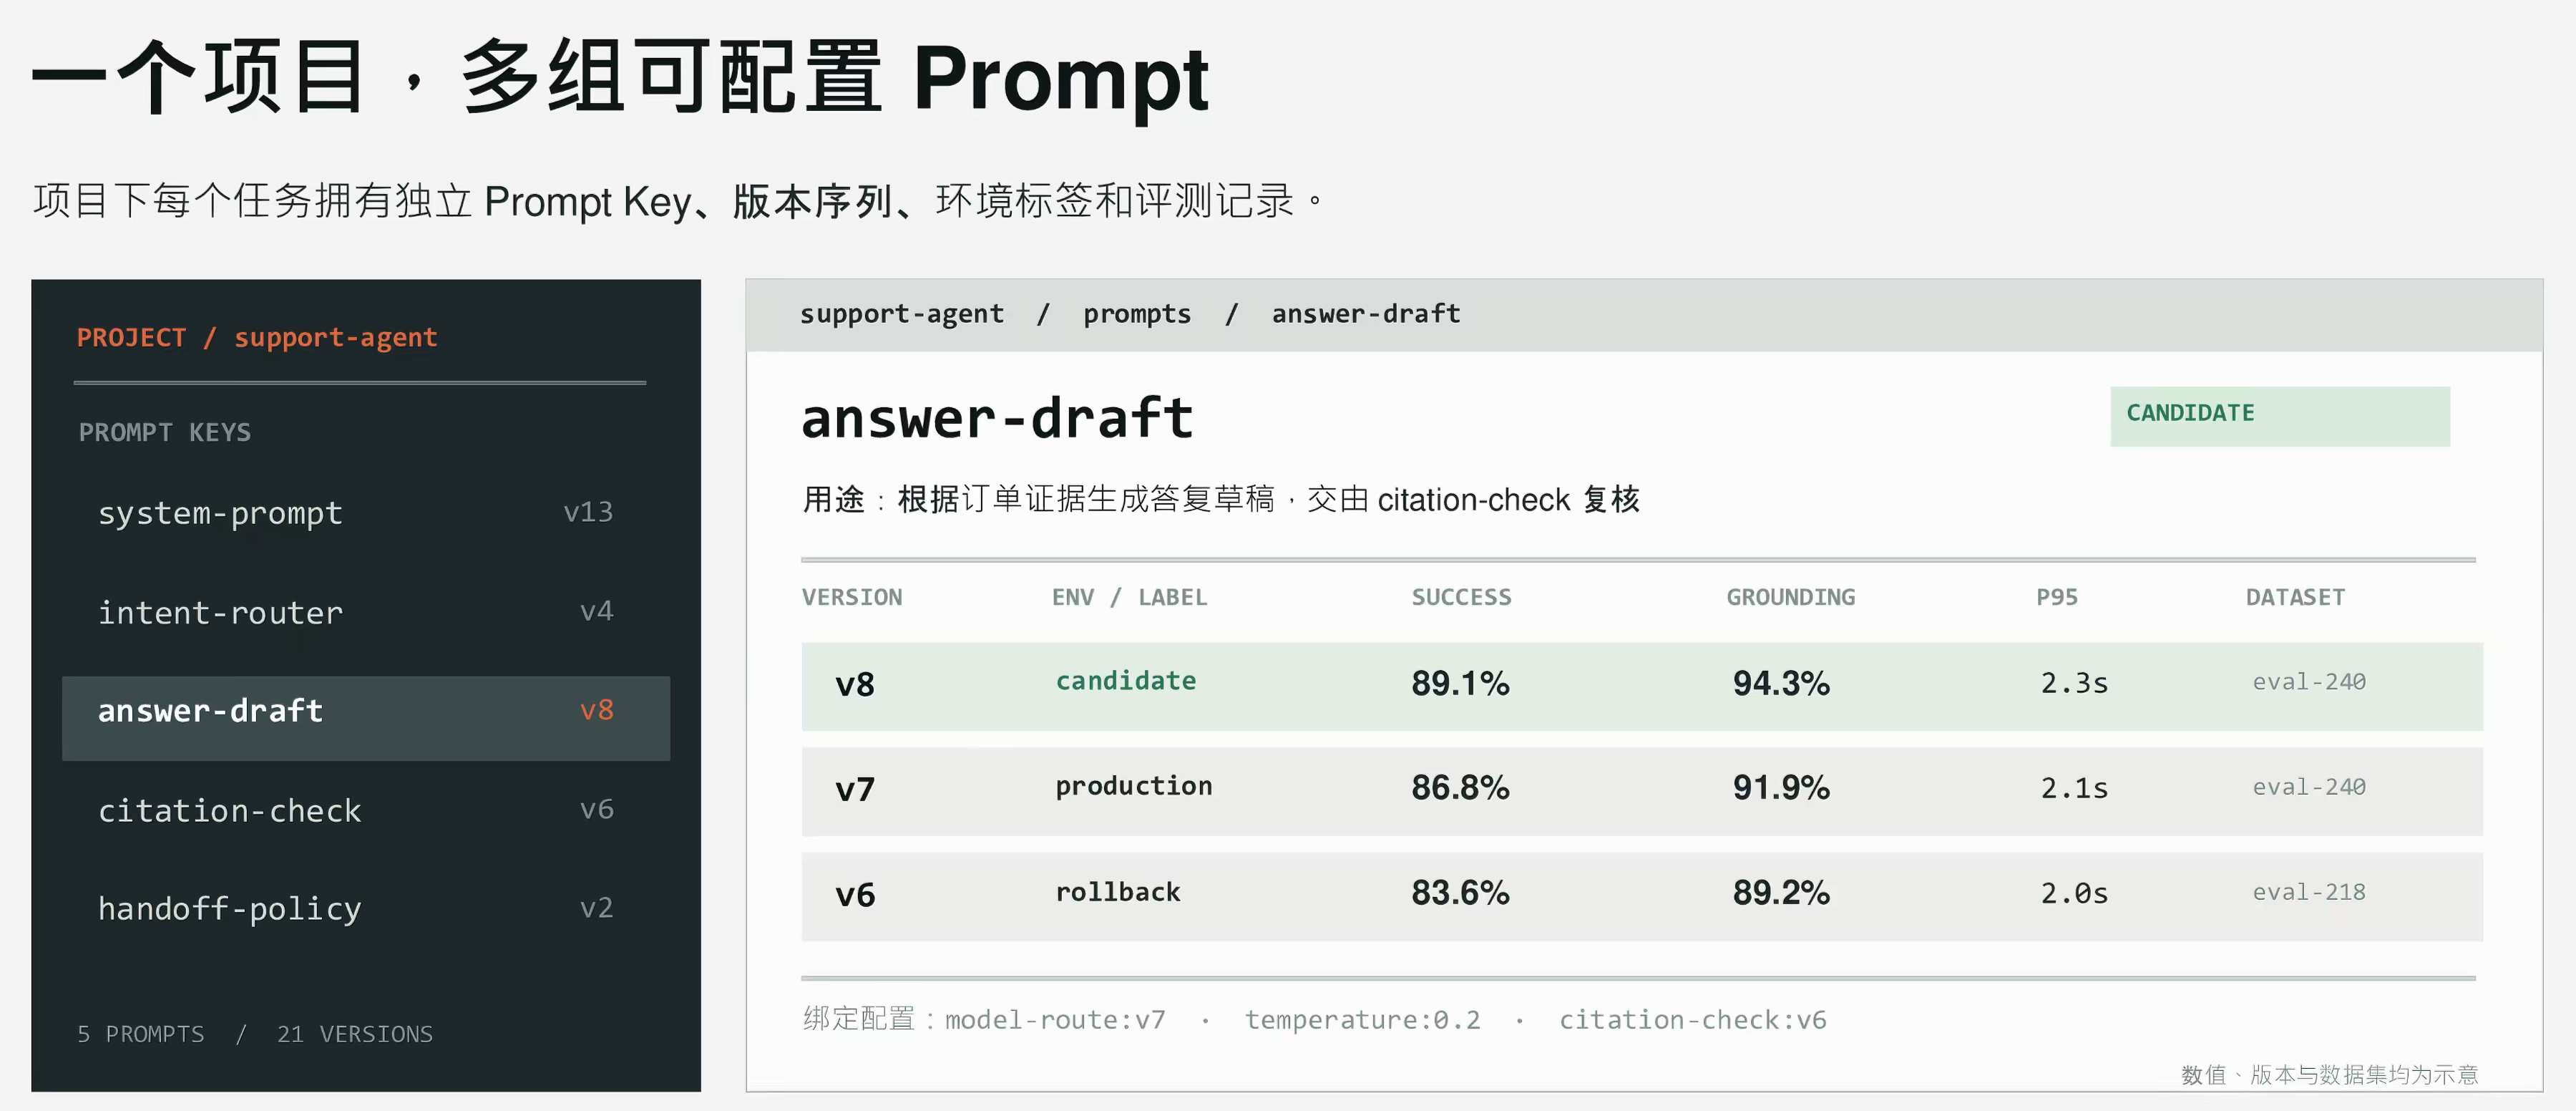 一个项目，多组可配置 Prompt
项目下每个任务拥有独立 Prompt Key、版本序列、环境标签和评测记录。
PROJECT / support-agent
PROMPT KEYS
system-prompt v13
intent-router v4
answer-draft v8
citation-check v6
handoff-policy v2
5 PROMPTS / 21 VERSIONS
support-agent / prompts / answer-draft
answer-draft CANDIDATE
用途：根据订单证据生成答复草稿，交由 citation-check 复核
VERSION ENV / LABEL SUCCESS GROUNDING P95 DATASET
v8 candidate 89.1% 94.3% 2.3s eval-240
v7 production 86.8% 91.9% 2.1s eval-240
v6 rollback 83.6% 89.2% 2.0s eval-218
绑定配置：model-route:v7 · temperature:0.2 · citation-check:v6
数值、版本与数据集均为示意